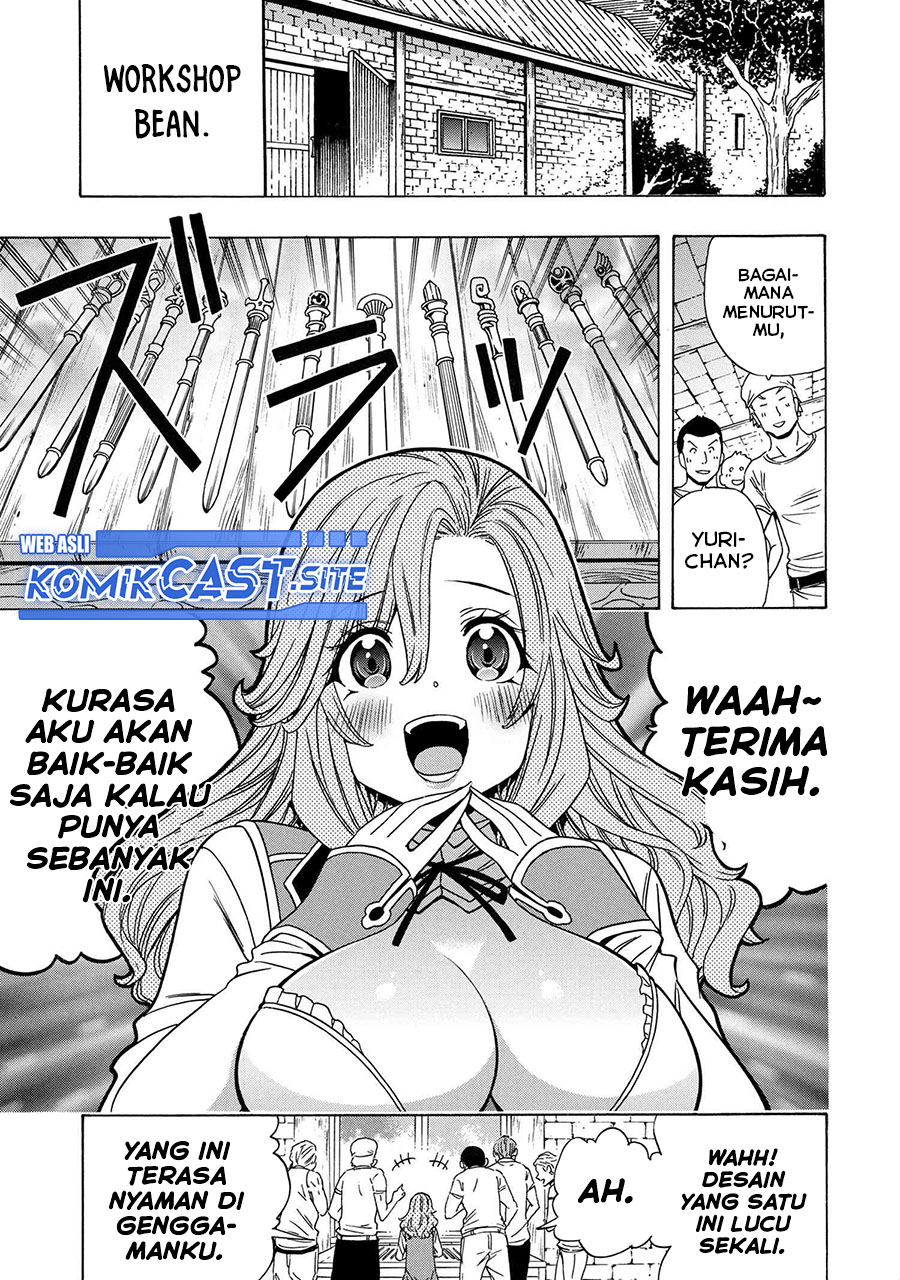 WORKSHOP
BEAN.
BAGAI-
MANA
MENURUT-
MU,
YURI-
CHAN?
ズラッ
WEB ASLI
KOMIKCAST.SITE
WAAH~
TERIMA
KASIH.
KURASA
AKU AKAN
BAIK-BAIK
SAJA KALAU
PUNYA
SEBANYAK
INI.
WAHH!
DESAIN
YANG SATU
INI LUCU
SEKALI.
AH.
YANG INI
TERASA
NYAMAN DI
GENGGA-
MANKU.